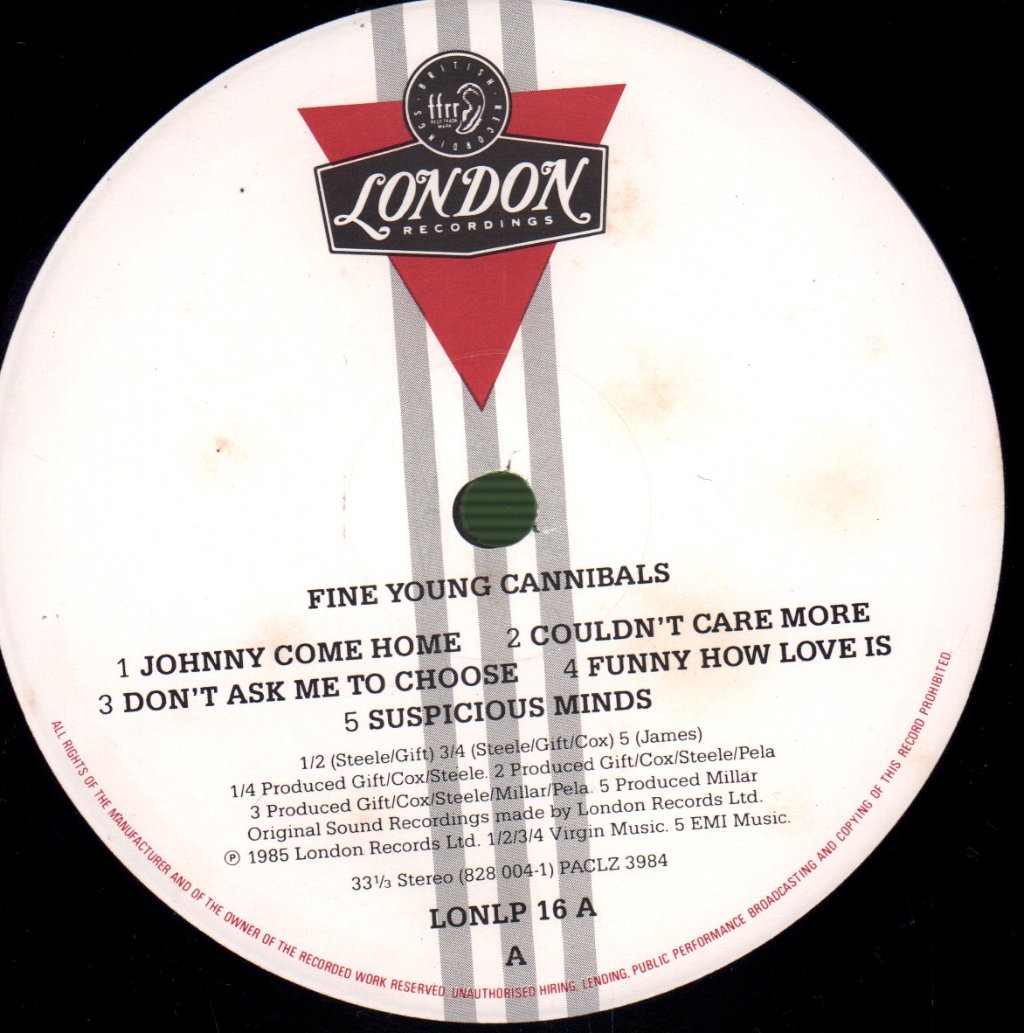 BRITISH · RECORDINGS ·
ffrr
LONDON
RECORDINGS
FINE YOUNG CANNIBALS
1 JOHNNY COME HOME 2 COULDN'T CARE MORE
3 DON'T ASK ME TO CHOOSE 4 FUNNY HOW LOVE IS
5 SUSPICIOUS MINDS
1/2 (Steele/Gift) 3/4 (Steele/Gift/Cox) 5 (James)
1/4 Produced Gift/Cox/Steele. 2 Produced Gift/Cox/Steele/Pela
3 Produced Gift/Cox/Steele/Millar/Pela. 5 Produced Millar
Original Sound Recordings made by London Records Ltd.
℗ 1985 London Records Ltd. 1/2/3/4 Virgin Music. 5 EMI Music.
33⅓ Stereo (828 004-1) PACLZ 3984
LONLP 16 A
A
ALL RIGHTS OF THE MANUFACTURER AND OF THE OWNER OF THE RECORDED WORK RESERVED. UNAUTHORISED HIRING, LENDING, PUBLIC PERFORMANCE BROADCASTING AND COPYING OF THIS RECORD PROHIBITED.